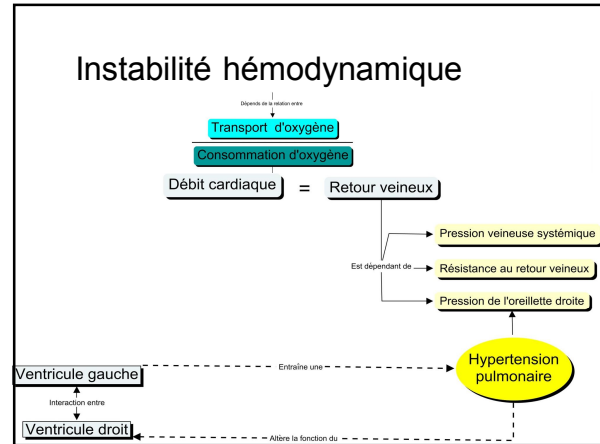 Instabilité hémodynamique
Dépends de la relation entre
Transport d'oxygène
Consommation d'oxygène
Débit cardiaque = Retour veineux
Pression veineuse systémique
Est dépendant de
Résistance au retour veineux
Pression de l'oreillette droite
Hypertension
pulmonaire
Entraîne une
Ventricule gauche
Interaction entre
Ventricule droit
Altère la fonction du